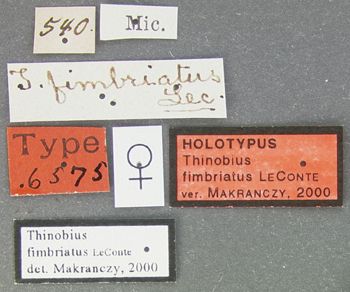 540.
Mic.
T. fimbriatus
Lec.
Type
.6575
♀
HOLOTYPUS
Thinobius
fimbriatus LECONTE
ver. MAKRANCZY, 2000
Thinobius
fimbriatus LECONTE
det. Makranczy, 2000